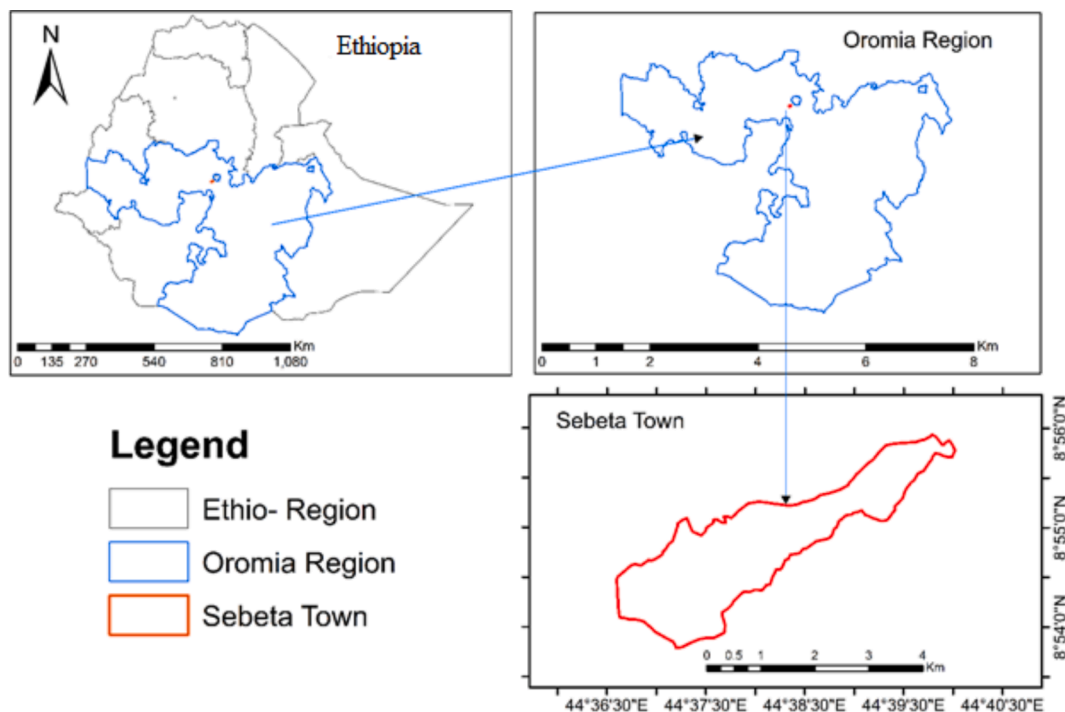 N
Ethiopia
Km
0 135 270 540 810 1,080
Oromia Region
Km
0 1 2 4 6 8
Legend
Ethio- Region
Oromia Region
Sebeta Town
Sebeta Town
0 0.5 1 2 3 4
Km
8°56'0"N
8°55'0"N
8°54'0"N
44°36'30"E 44°37'30"E 44°38'30"E 44°39'30"E 44°40'30"E